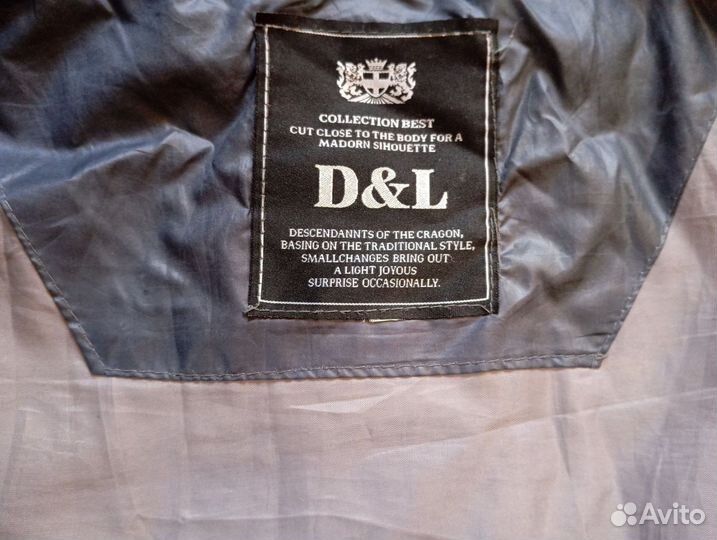 COLLECTION BEST
CUT CLOSE TO THE BODY FOR A
MADORN SIHOUETTE
D&L
DESCENDANNTS OF THE CRAGON,
BASING ON THE TRADITIONAL STYLE,
SMALLCHANGES BRING OUT
A LIGHT JOYOUS
SURPRISE OCCASIONALLY.
Avito